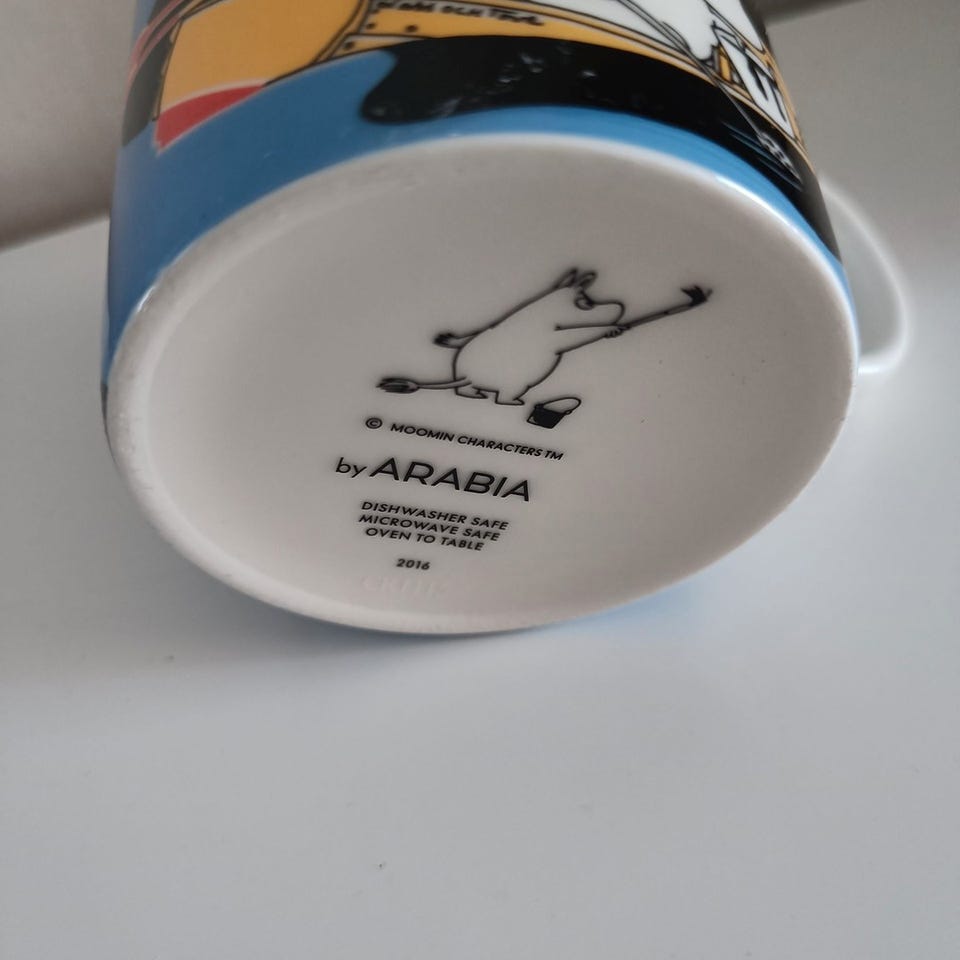 © MOOMIN CHARACTERS TM
by ARABIA
DISHWASHER SAFE
MICROWAVE SAFE
OVEN TO TABLE
2016